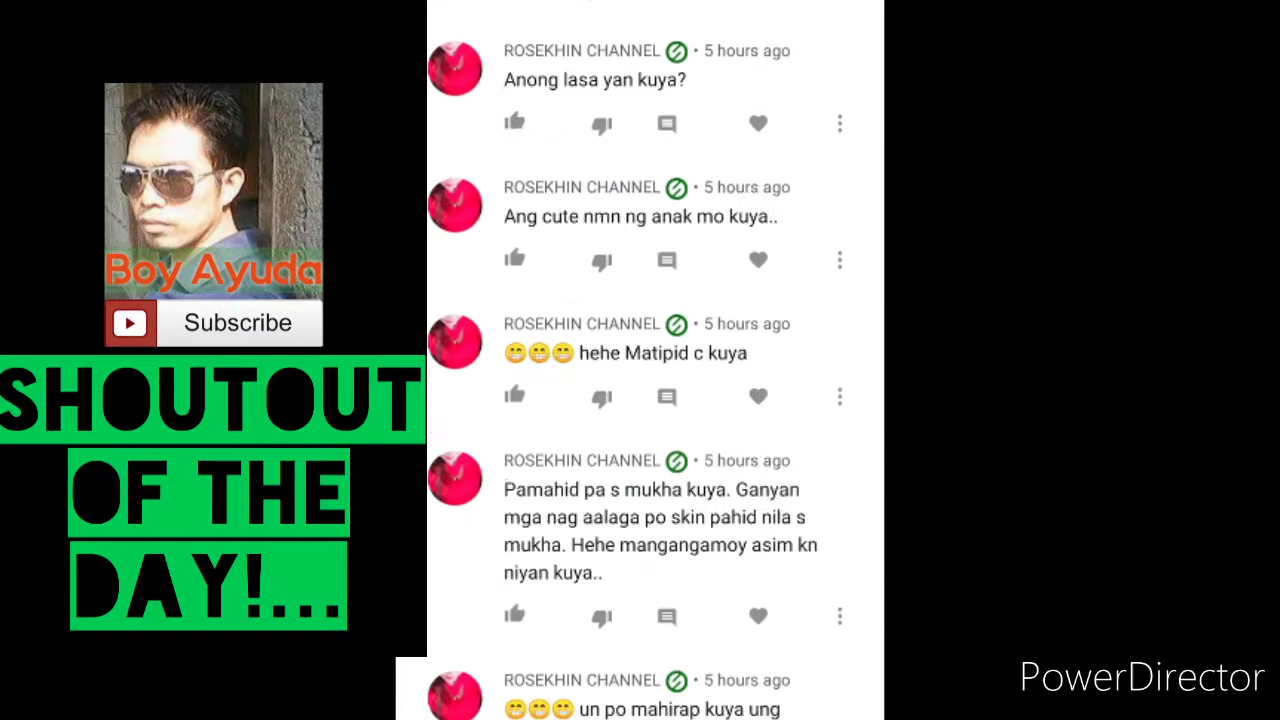 Boy Ayuda
Subscribe
SHOUTOUT
OF THE
DAY!...
ROSEKHIN CHANNEL • 5 hours ago
Anong lasa yan kuya?
ROSEKHIN CHANNEL • 5 hours ago
Ang cute nmn ng anak mo kuya..
ROSEKHIN CHANNEL • 5 hours ago
😁😁😁 hehe Matipid c kuya
ROSEKHIN CHANNEL • 5 hours ago
Pamahid pa s mukha kuya. Ganyan
mga nag aalaga po skin pahid nila s
mukha. Hehe mangangamoy asim kn
niyan kuya..
ROSEKHIN CHANNEL • 5 hours ago
😁😁😁 un po mahirap kuya ung
PowerDirector